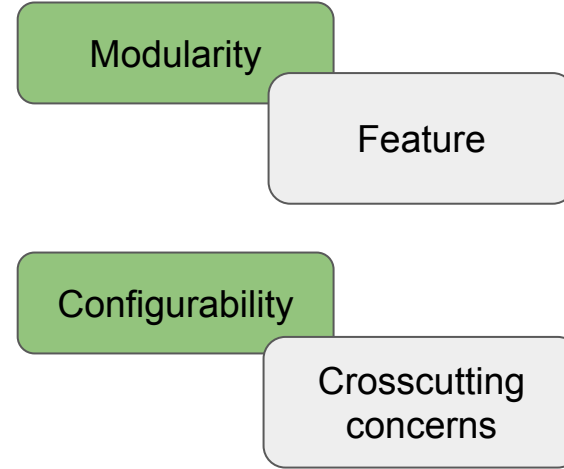 Modularity
Feature
Configurability
Crosscutting
concerns